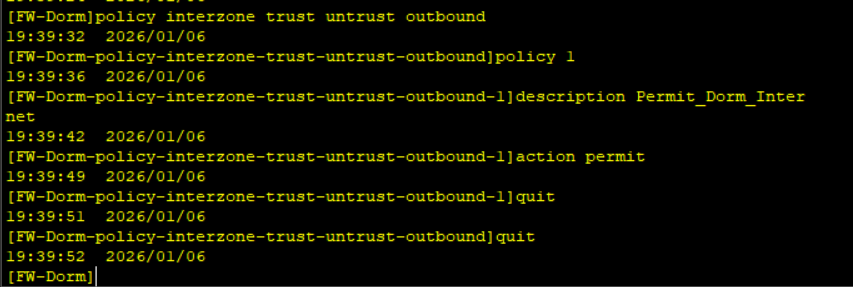 [FW-Dorm]policy interzone trust untrust outbound
19:39:32  2026/01/06
[FW-Dorm-policy-interzone-trust-untrust-outbound]policy 1
19:39:36  2026/01/06
[FW-Dorm-policy-interzone-trust-untrust-outbound-1]description Permit_Dorm_Inter
net
19:39:42  2026/01/06
[FW-Dorm-policy-interzone-trust-untrust-outbound-1]action permit
19:39:49  2026/01/06
[FW-Dorm-policy-interzone-trust-untrust-outbound-1]quit
19:39:51  2026/01/06
[FW-Dorm-policy-interzone-trust-untrust-outbound]quit
19:39:52  2026/01/06
[FW-Dorm]